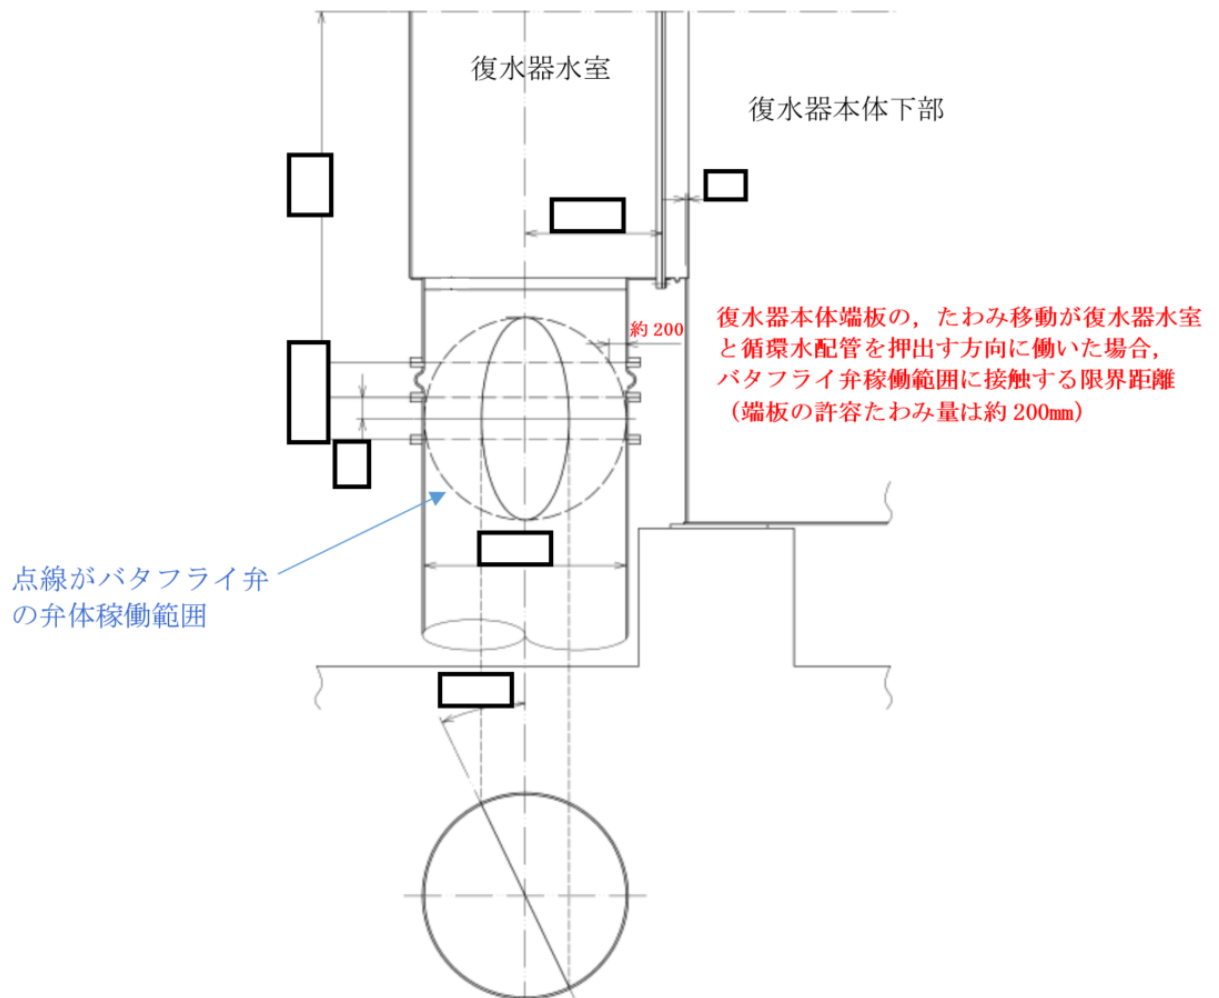 復水器水室
復水器本体下部
約 200
復水器本体端板の，たわみ移動が復水器水室
と循環水配管を押出す方向に働いた場合，
バタフライ弁稼働範囲に接触する限界距離
（端板の許容たわみ量は約 200mm）
点線がバタフライ弁
の弁体稼働範囲